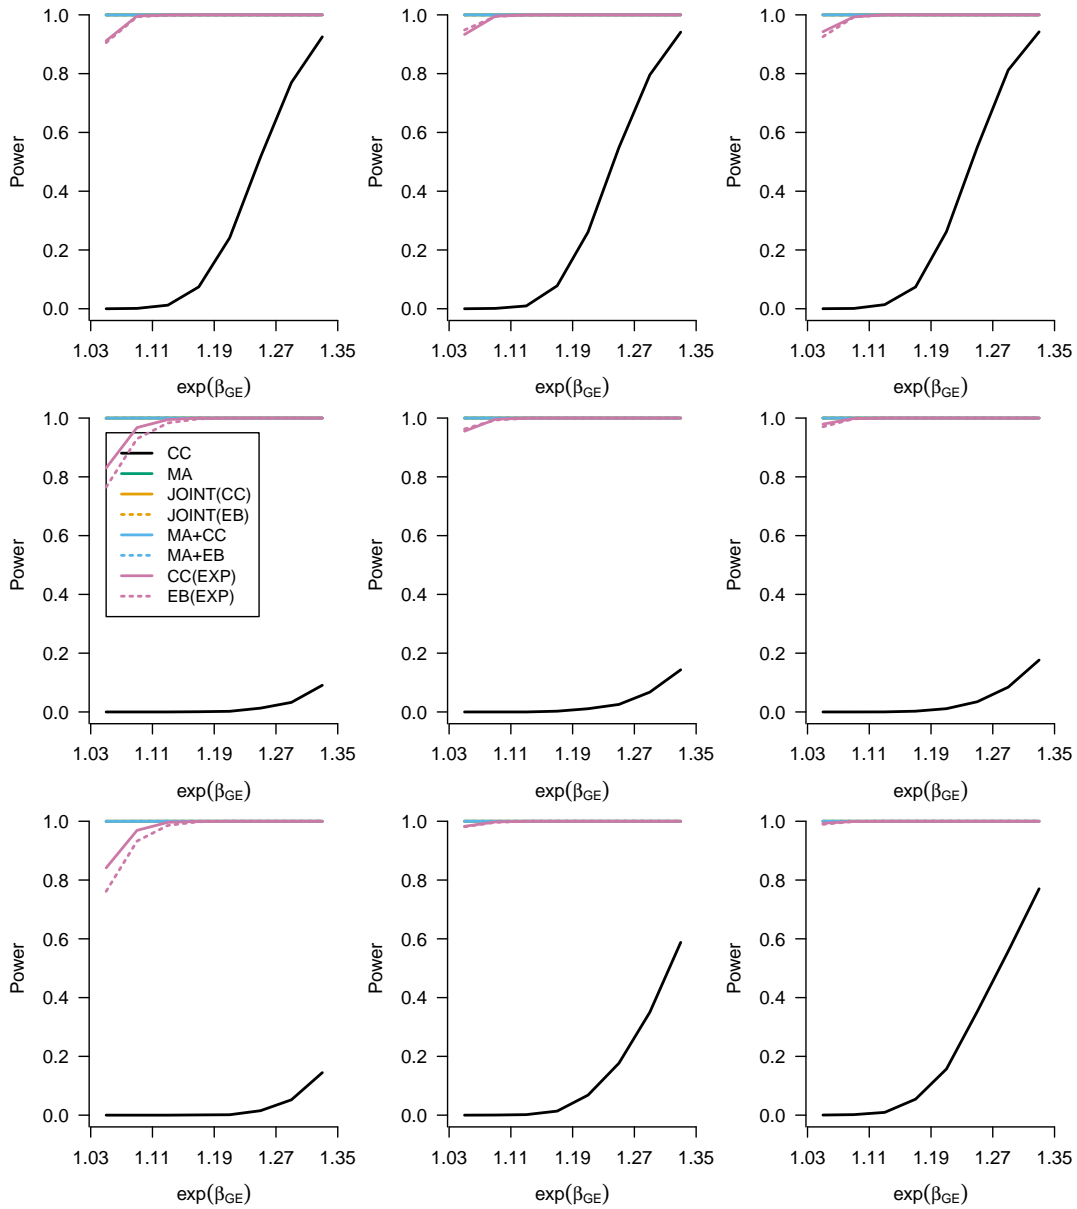 1.0 1.0 1.0
0.8 0.8 0.8
0.6 0.6 0.6
Power Power Power
0.4 0.4 0.4
0.2 0.2 0.2
0.0 0.0 0.0
1.03 1.11 1.19 1.27 1.35 1.03 1.11 1.19 1.27 1.35 1.03 1.11 1.19 1.27 1.35
exp(βGE) exp(βGE) exp(βGE)
1.0 1.0 1.0
CC
MA
0.8 0.8 0.8
JOINT(CC)
JOINT(EB)
MA+CC
0.6 0.6 0.6
MA+EB
CC(EXP)
EB(EXP)
Power Power Power
0.4 0.4 0.4
0.2 0.2 0.2
0.0 0.0 0.0
1.03 1.11 1.19 1.27 1.35 1.03 1.11 1.19 1.27 1.35 1.03 1.11 1.19 1.27 1.35
exp(βGE) exp(βGE) exp(βGE)
1.0 1.0 1.0
0.8 0.8 0.8
0.6 0.6 0.6
Power Power Power
0.4 0.4 0.4
0.2 0.2 0.2
0.0 0.0 0.0
1.03 1.11 1.19 1.27 1.35 1.03 1.11 1.19 1.27 1.35 1.03 1.11 1.19 1.27 1.35
exp(βGE) exp(βGE) exp(βGE)